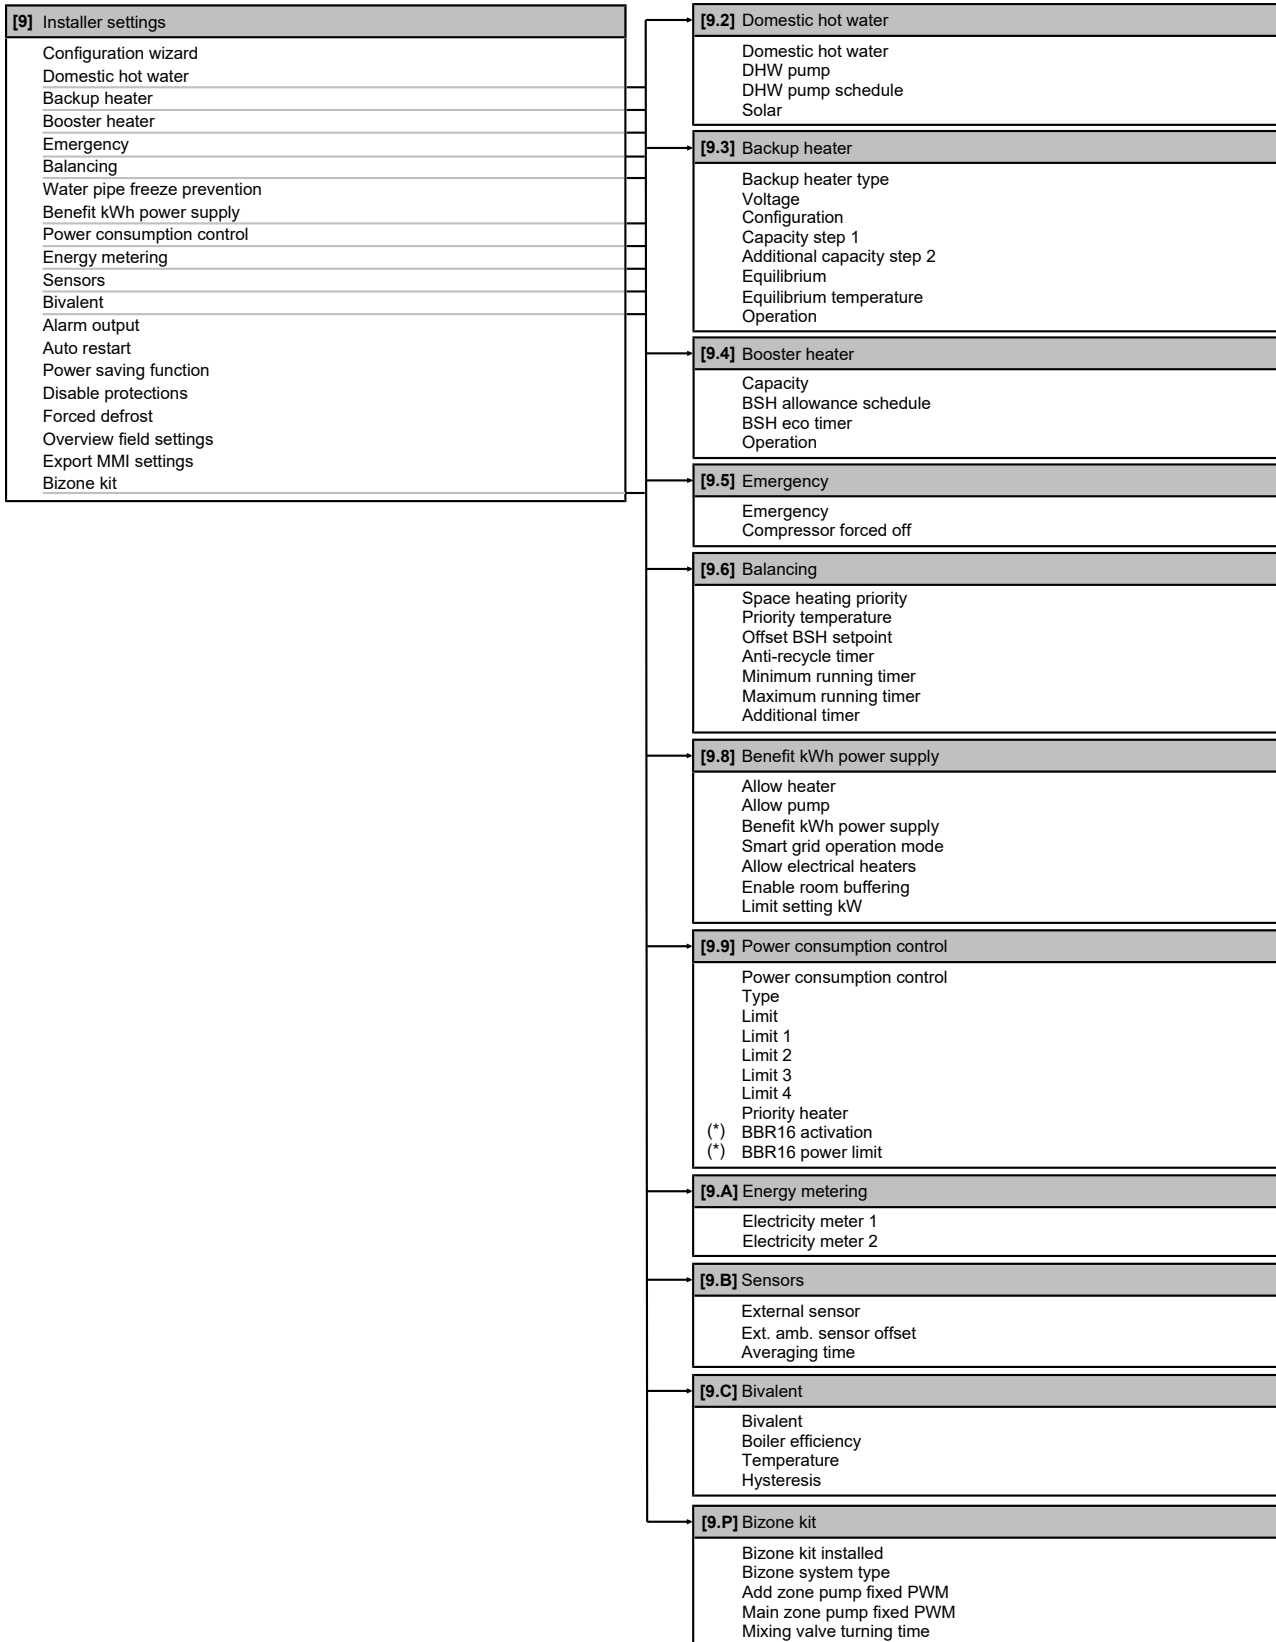 [9] Installer settings
Configuration wizard
Domestic hot water
Backup heater
Booster heater
Emergency
Balancing
Water pipe freeze prevention
Benefit kWh power supply
Power consumption control
Energy metering
Sensors
Bivalent
Alarm output
Auto restart
Power saving function
Disable protections
Forced defrost
Overview field settings
Export MMI settings
Bizone kit
[9.2] Domestic hot water
Domestic hot water
DHW pump
DHW pump schedule
Solar
[9.3] Backup heater
Backup heater type
Voltage
Configuration
Capacity step 1
Additional capacity step 2
Equilibrium
Equilibrium temperature
Operation
[9.4] Booster heater
Capacity
BSH allowance schedule
BSH eco timer
Operation
[9.5] Emergency
Emergency
Compressor forced off
[9.6] Balancing
Space heating priority
Priority temperature
Offset BSH setpoint
Anti-recycle timer
Minimum running timer
Maximum running timer
Additional timer
[9.8] Benefit kWh power supply
Allow heater
Allow pump
Benefit kWh power supply
Smart grid operation mode
Allow electrical heaters
Enable room buffering
Limit setting kW
[9.9] Power consumption control
Power consumption control
Type
Limit
Limit 1
Limit 2
Limit 3
Limit 4
Priority heater
(*) BBR16 activation
(*) BBR16 power limit
[9.A] Energy metering
Electricity meter 1
Electricity meter 2
[9.B] Sensors
External sensor
Ext. amb. sensor offset
Averaging time
[9.C] Bivalent
Bivalent
Boiler efficiency
Temperature
Hysteresis
[9.P] Bizone kit
Bizone kit installed
Bizone system type
Add zone pump fixed PWM
Main zone pump fixed PWM
Mixing valve turning time